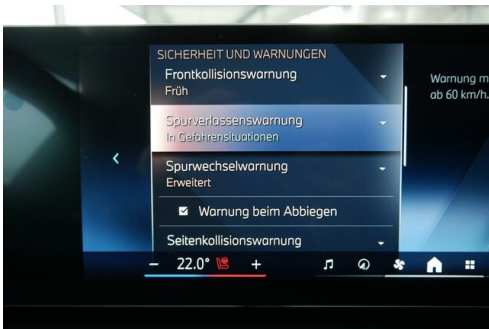 SICHERHEIT UND WARNUNGEN
Frontkollisionswarnung
Früh
Warnung m
ab 60 km/h.
Spurverlassenswarnung
In Gefahrensituationen
Spurwechselwarnung
Erweitert
Warnung beim Abbiegen
Seitenkollisionswarnung
- 22.0° +